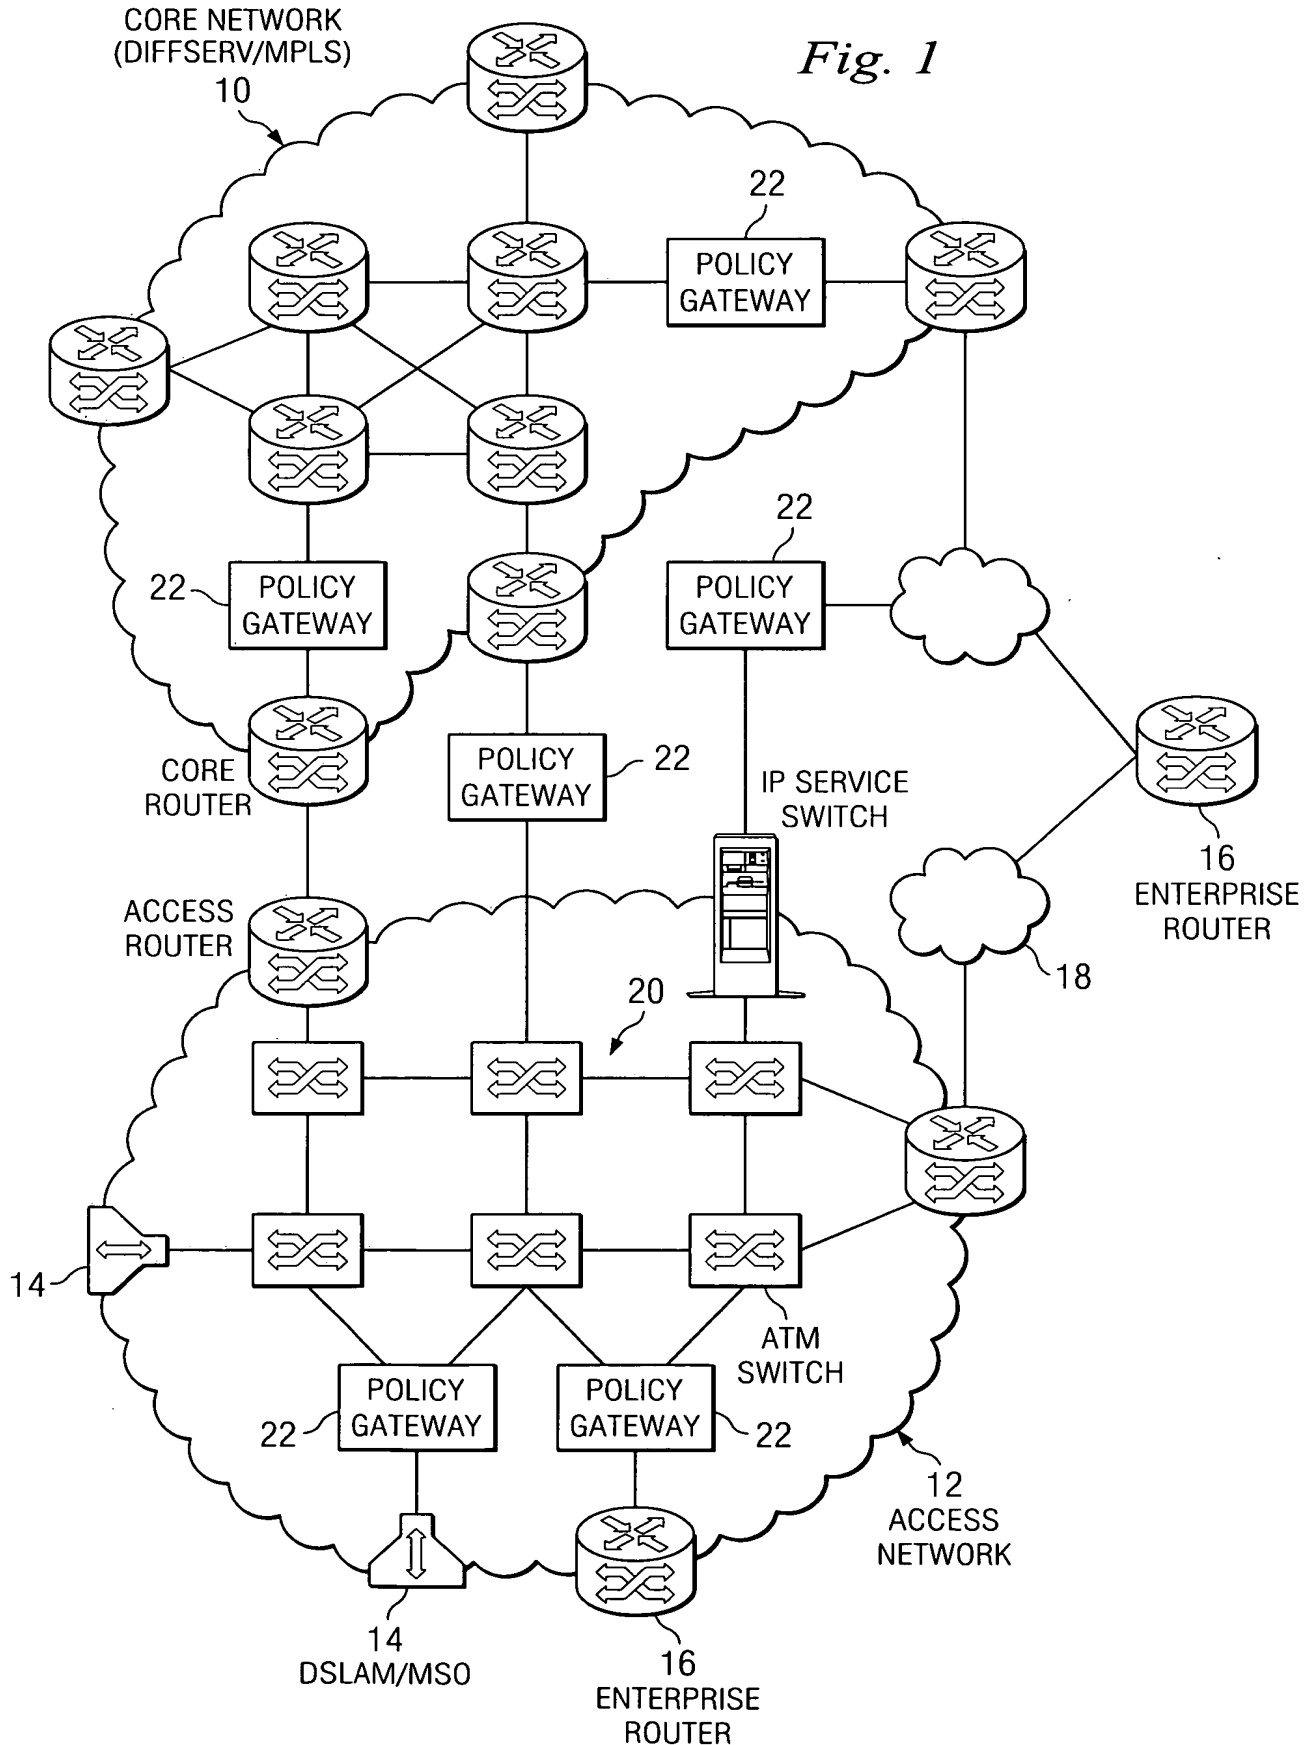 CORE NETWORK
(DIFFSERV/MPLS)
10
Fig. 1
22
POLICY
GATEWAY
22
POLICY
GATEWAY
22
POLICY
GATEWAY
CORE
ROUTER
POLICY
GATEWAY
22
IP SERVICE
SWITCH
16
ENTERPRISE
ROUTER
ACCESS
ROUTER
18
20
14
ATM
SWITCH
POLICY
GATEWAY
22
POLICY
GATEWAY
22
12
ACCESS
NETWORK
14
DSLAM/MSO
16
ENTERPRISE
ROUTER